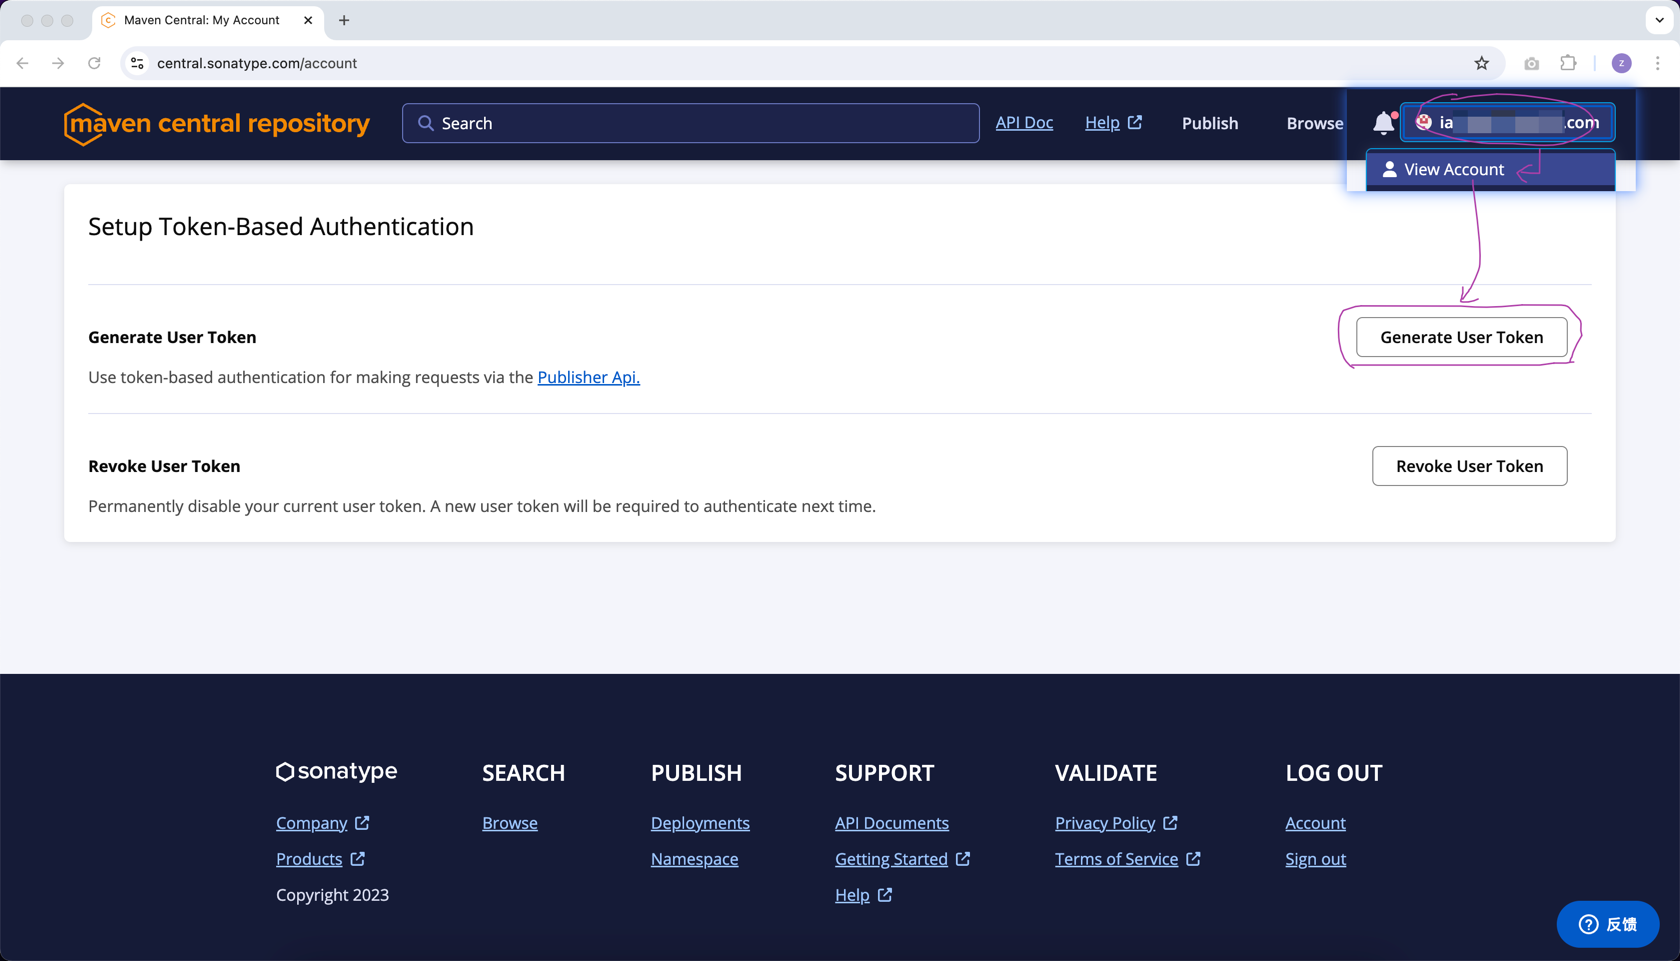 Maven Central: My Account
central.sonatype.com/account
z
maven central repository
Search
API Doc
Help
Publish
Browse
ia
.com
View Account
Setup Token-Based Authentication
Generate User Token
Generate User Token
Use token-based authentication for making requests via the Publisher Api.
Revoke User Token
Revoke User Token
Permanently disable your current user token. A new user token will be required to authenticate next time.
sonatype
Company
Products
Copyright 2023
SEARCH
Browse
PUBLISH
Deployments
Namespace
SUPPORT
API Documents
Getting Started
Help
VALIDATE
Privacy Policy
Terms of Service
LOG OUT
Account
Sign out
反馈